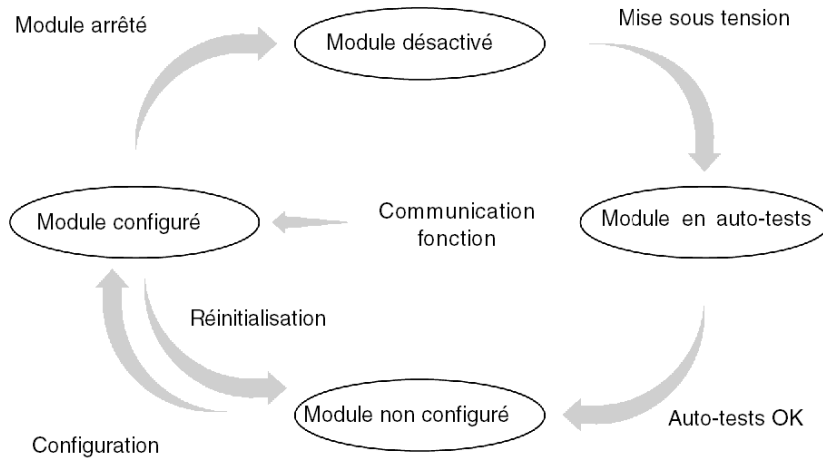 Module arrêté
Mise sous tension
Module désactivé
Module configuré
Communication
fonction
Module en auto-tests
Réinitialisation
Module non configuré
Auto-tests OK
Configuration